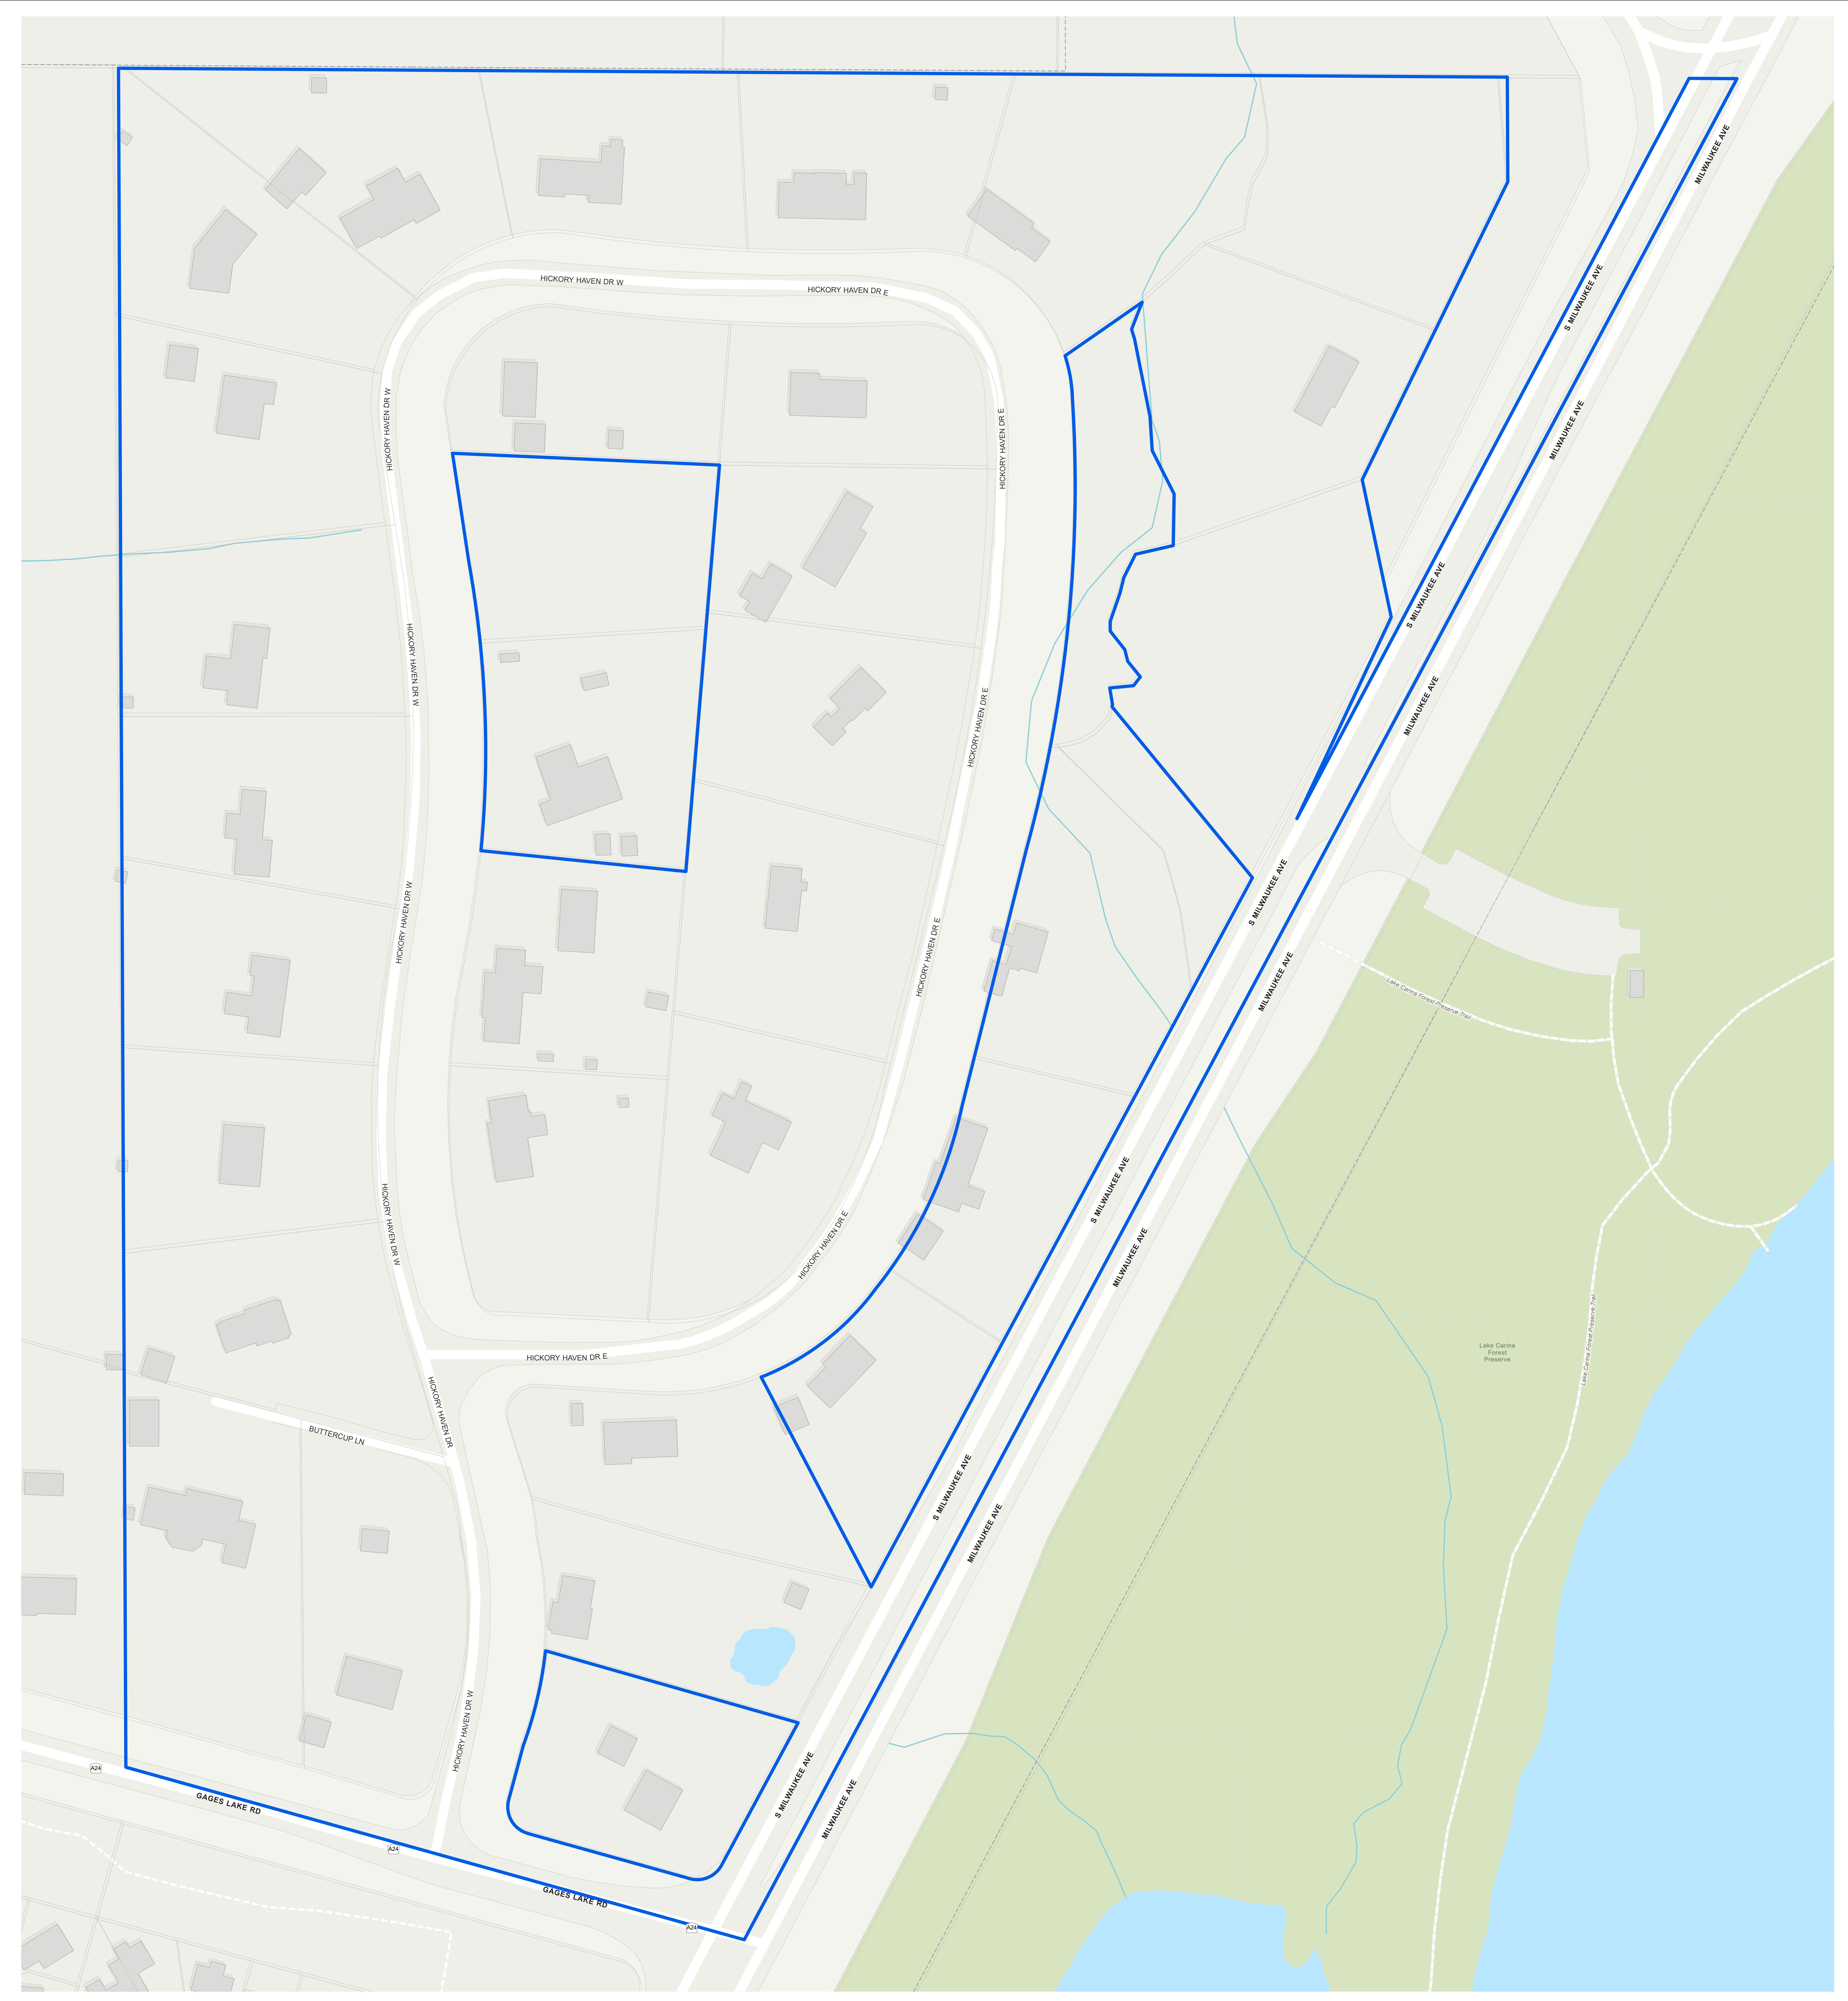 MILWAUKEE AVE
HICKORY HAVEN DR W
HICKORY HAVEN DR E
S MILWAUKEE AVE
HICKORY HAVEN DR W
HICKORY HAVEN DR E
MILWAUKEE AVE
S MILWAUKEE AVE
HICKORY HAVEN DR W
HICKORY HAVEN DR E
MILWAUKEE AVE
S MILWAUKEE AVE
HICKORY HAVEN DR W
HICKORY HAVEN DR E
MILWAUKEE AVE
Lake Carina Forest Preserve Trail
S MILWAUKEE AVE
HICKORY HAVEN DR W
HICKORY HAVEN DR E
MILWAUKEE AVE
Lake Carina Forest Preserve Trail
Lake Carina
Forest
Preserve
HICKORY HAVEN DR E
HICKORY HAVEN DR
BUTTERCUP LN
S MILWAUKEE AVE
MILWAUKEE AVE
HICKORY HAVEN DR W
A24
GAGES LAKE RD
S MILWAUKEE AVE
MILWAUKEE AVE
A24
GAGES LAKE RD
A24